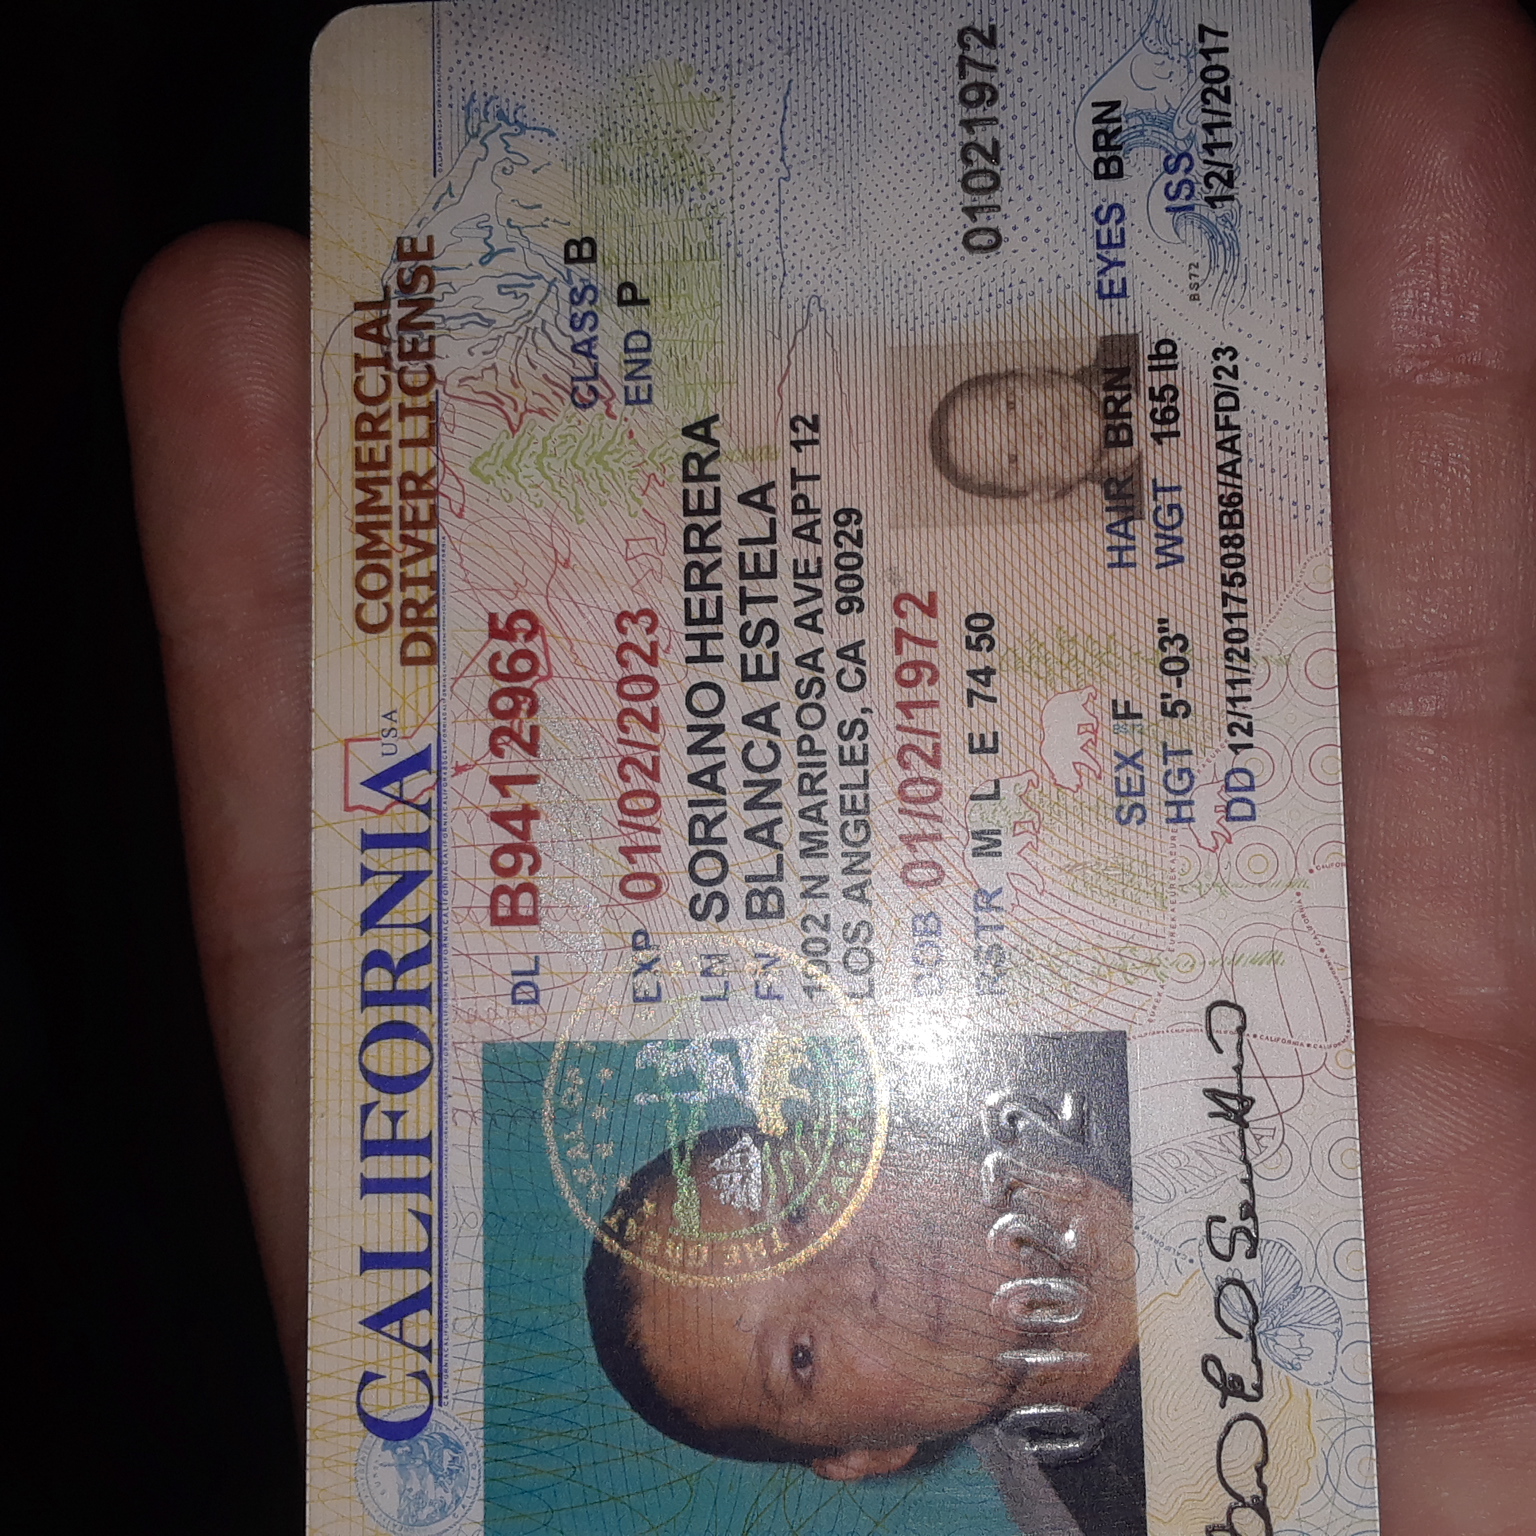 CALIFORNIA USA
COMMERCIAL
DRIVER LICENSE
DL B9412965
CLASS B
EXP 01/02/2023
END P
LN SORIANO HERRERA
FN BLANCA ESTELA
1002 N MARIPOSA AVE APT 12
LOS ANGELES, CA 90029
DOB 01/02/1972
RSTR M L E 74 50
01021972
010272
SEX F HAIR BRN EYES BRN
HGT 5'-03" WGT 165 lb
BS72
ISS
DD 12/11/2017508B6/AAFD/23
12/11/2017